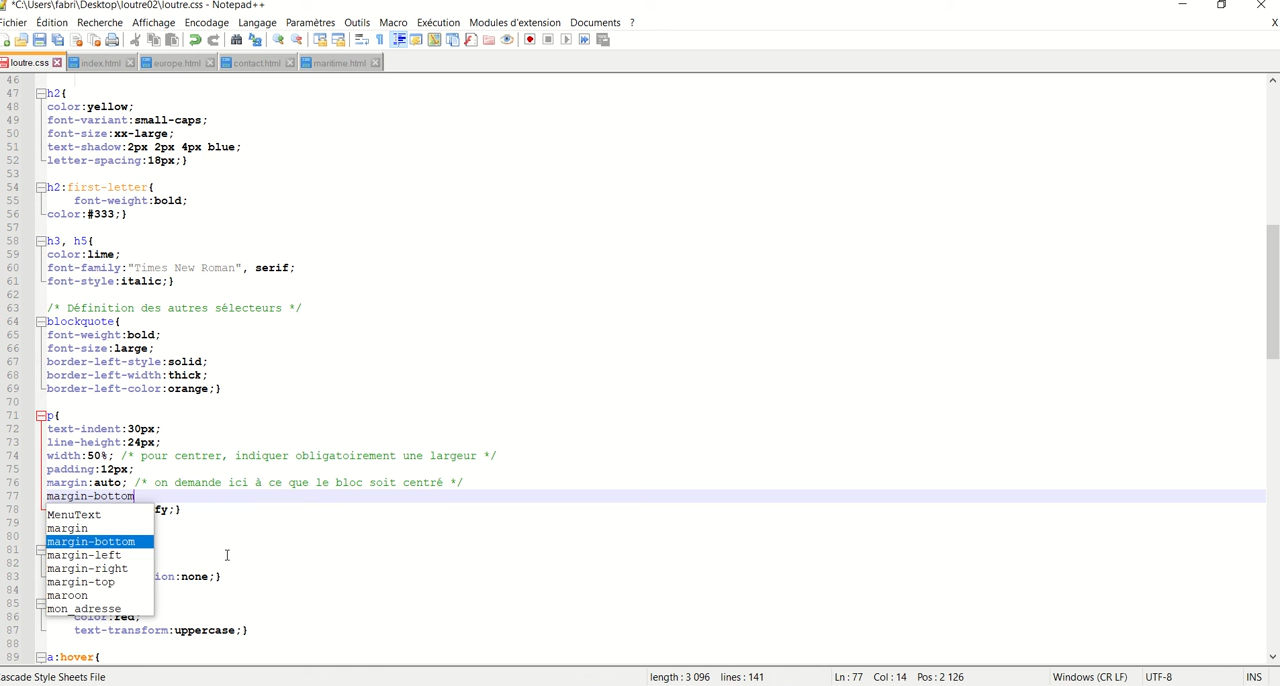 *C:\Users\fabri\Desktop\loutre02\loutre.css - Notepad++
ichier Édition Recherche Affichage Encodage Langage Paramètres Outils Macro Exécution Modules d'extension Documents ? X
loutre.css index.html europe.html contact.html maritime.html
46
47 h2{
48 color:yellow;
49 font-variant:small-caps;
50 font-size:xx-large;
51 text-shadow:2px 2px 4px blue;
52 letter-spacing:18px;}
53
54 h2:first-letter{
55 font-weight:bold;
56 color:#333;}
57
58 h3, h5{
59 color:lime;
60 font-family:"Times New Roman", serif;
61 font-style:italic;}
62
63 /* Définition des autres sélecteurs */
64 blockquote{
65 font-weight:bold;
66 font-size:large;
67 border-left-style:solid;
68 border-left-width:thick;
69 border-left-color:orange;}
70
71 p{
72 text-indent:30px;
73 line-height:24px;
74 width:50%; /* pour centrer, indiquer obligatoirement une largeur */
75 padding:12px;
76 margin:auto; /* on demande ici à ce que le bloc soit centré */
77 margin-bottom
78 fy;}
79
80
81
82
83 ion:none;}
84
85
86 color:red;
87 text-transform:uppercase;}
88
89 a:hover{
MenuText
margin
margin-bottom
margin-left
margin-right
margin-top
maroon
mon_adresse
ascade Style Sheets File length : 3 096 lines : 141 Ln : 77 Col : 14 Pos : 2 126 Windows (CR LF) UTF-8 INS